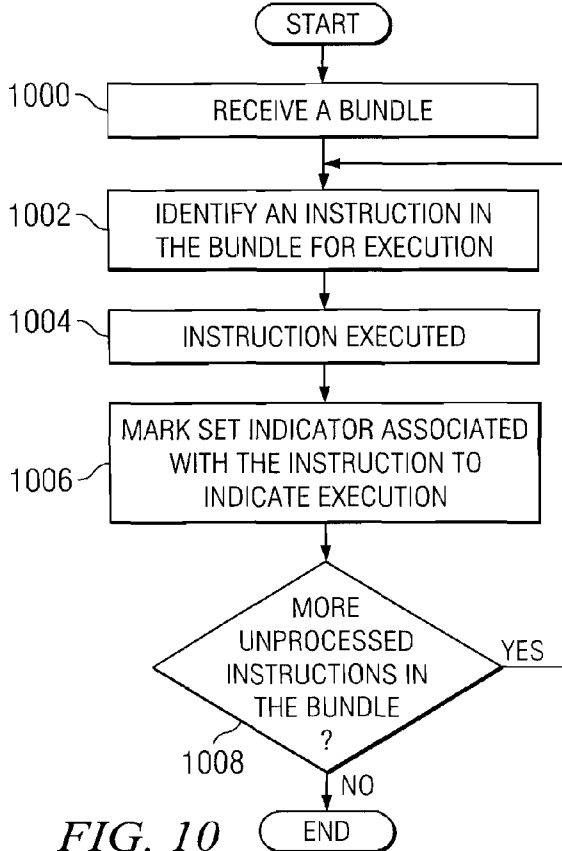 START
1000
RECEIVE A BUNDLE
1002
IDENTIFY AN INSTRUCTION IN
THE BUNDLE FOR EXECUTION
1004
INSTRUCTION EXECUTED
MARK SET INDICATOR ASSOCIATED
WITH THE INSTRUCTION TO
INDICATE EXECUTION
1006
MORE
UNPROCESSED
INSTRUCTIONS IN
THE BUNDLE
?
YES
1008
NO
FIG. 10
END